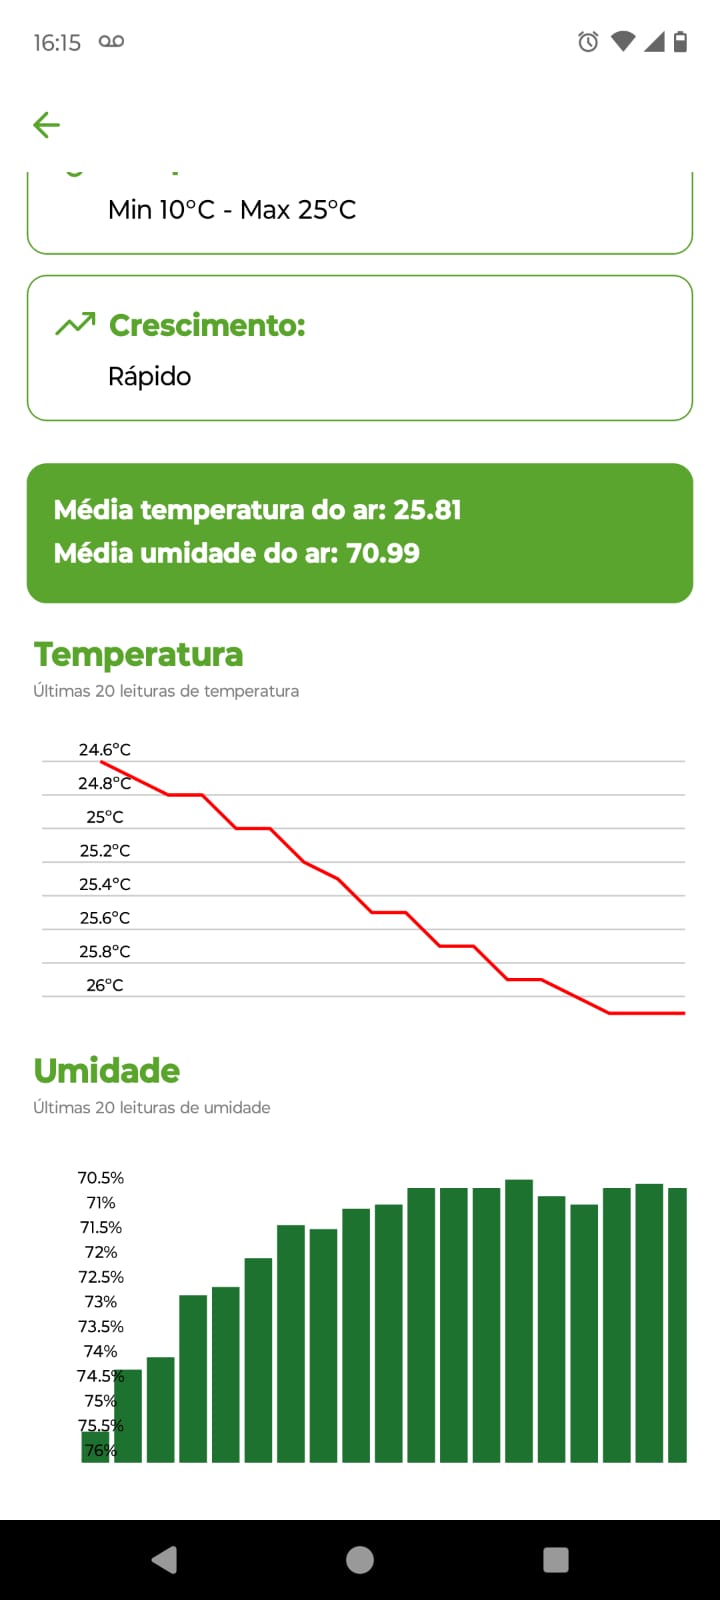 16:15
Min 10°C - Max 25°C
Crescimento:
Rápido
Média temperatura do ar: 25.81
Média umidade do ar: 70.99
Temperatura
Últimas 20 leituras de temperatura
24.6°C
24.8°C
25°C
25.2°C
25.4°C
25.6°C
25.8°C
26°C
Umidade
Últimas 20 leituras de umidade
70.5%
71%
71.5%
72%
72.5%
73%
73.5%
74%
74.5%
75%
75.5%
76%